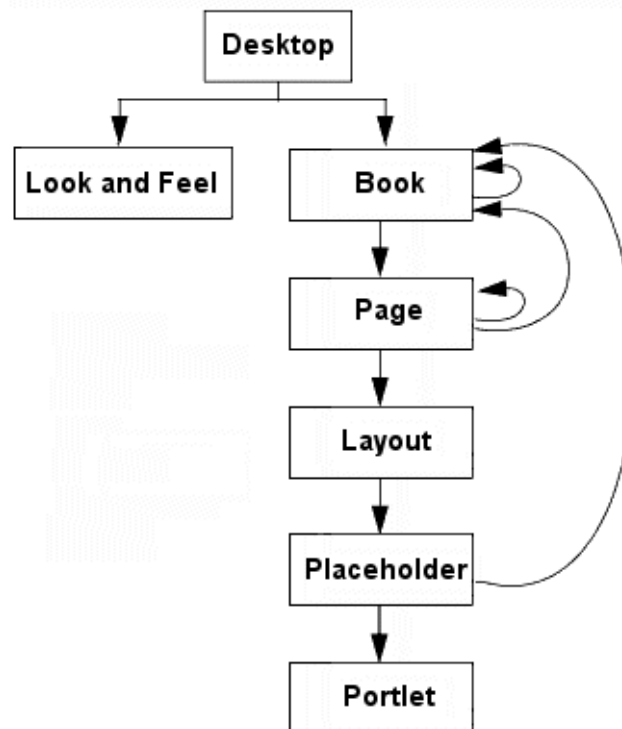 Desktop
Look and Feel
Book
Page
Layout
Placeholder
Portlet